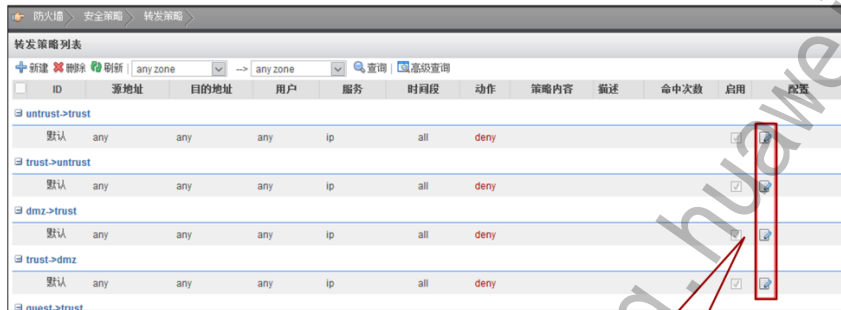 防火墙 安全策略 转发策略
转发策略列表
新建 删除 刷新 any zone --> any zone 查询 高级查询
ID 源地址 目的地址 用户 服务 时间段 动作 策略内容 描述 命中次数 启用 配置
untrust->trust
默认 any any any ip all deny
trust->untrust
默认 any any any ip all deny
dmz->trust
默认 any any any ip all deny
trust->dmz
默认 any any any ip all deny
guest->trust
g.huawe